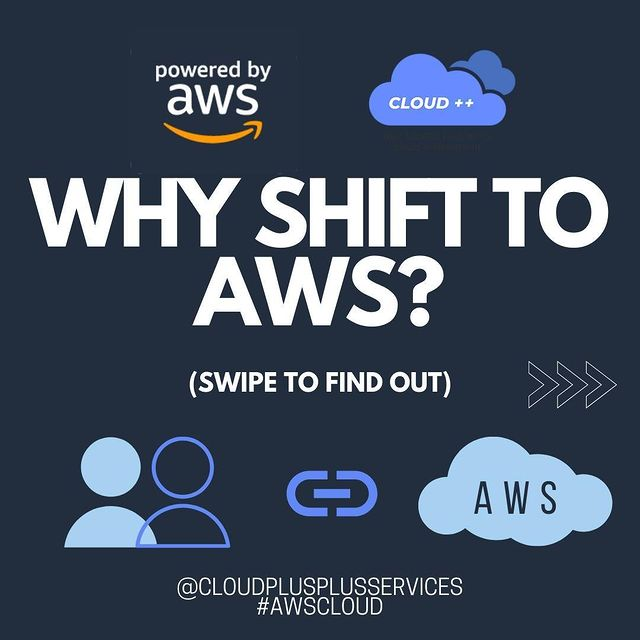 powered by
aws
CLOUD ++
WHY SHIFT TO
AWS?
(SWIPE TO FIND OUT)
AWS
@CLOUDPLUSPLUSSERVICES
#AWSCLOUD